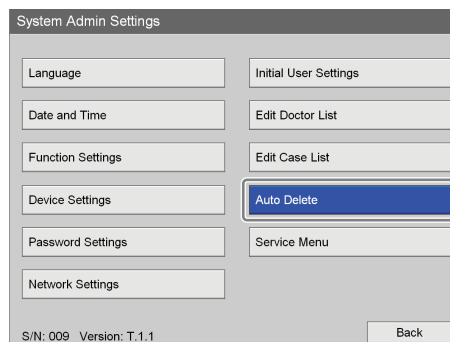 System Admin Settings
Language
Initial User Settings
Date and Time
Edit Doctor List
Function Settings
Edit Case List
Device Settings
Auto Delete
Password Settings
Service Menu
Network Settings
S/N: 009 Version: T.1.1
Back